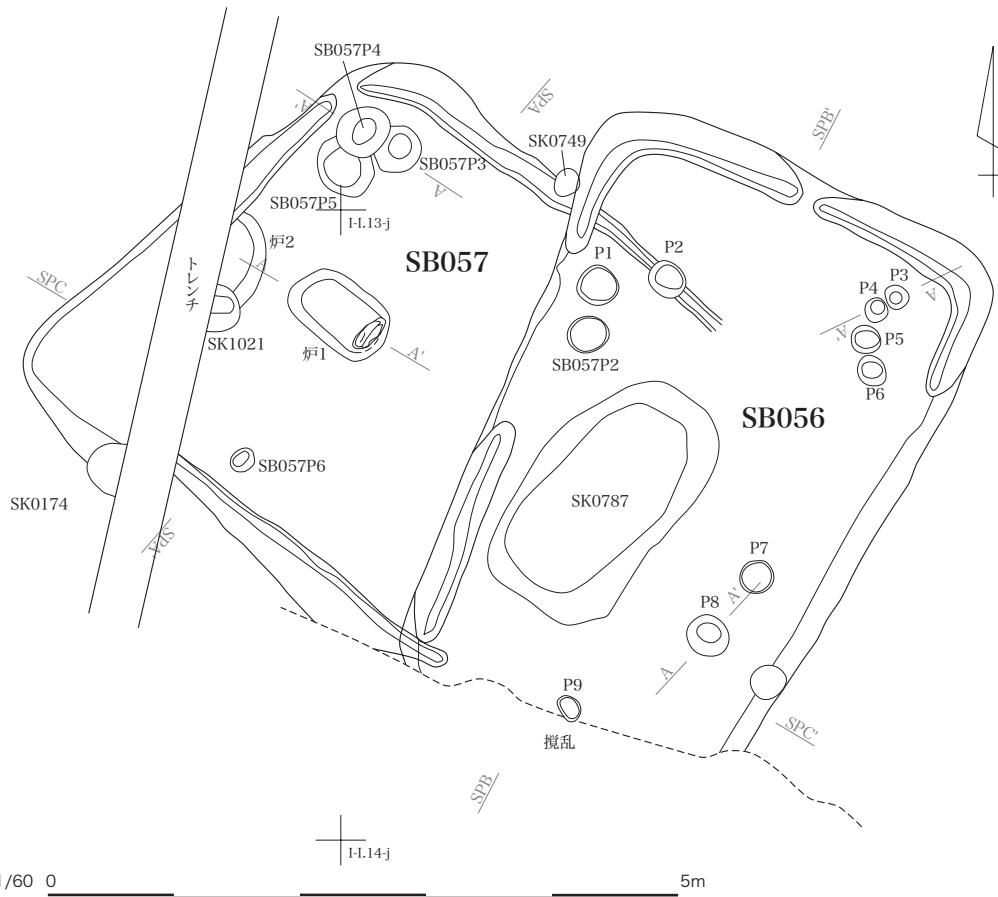 SB057P4
A'
SPA
SPB'
SK0749
SB057P3
A
SB057P5
I-I.13-j
炉2
SB057
P1
P2
P3
P4
A
A
A'
SPC
トレンチ
SK1021
炉1
A'
P5
SB057P2
P6
SB056
SB057P6
SK0787
SK0174
SPA
P7
A'
P8
A
P9
SPC'
撹乱
SPB
I-I.14-j
/60 0 5m